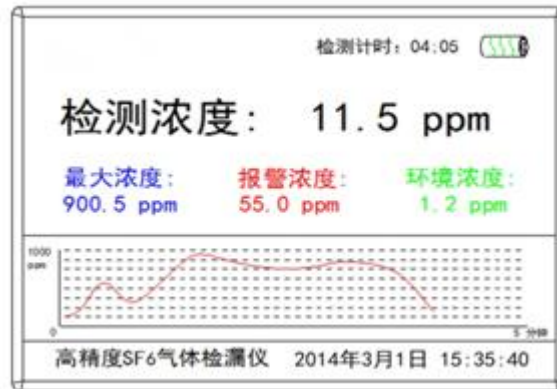 检测计时：04:05
检测浓度： 11.5 ppm
最大浓度： 报警浓度： 环境浓度：
900.5 ppm 55.0 ppm 1.2 ppm
1000
ppm
0 5 分钟
高精度SF6气体检漏仪 2014年3月1日 15:35:40